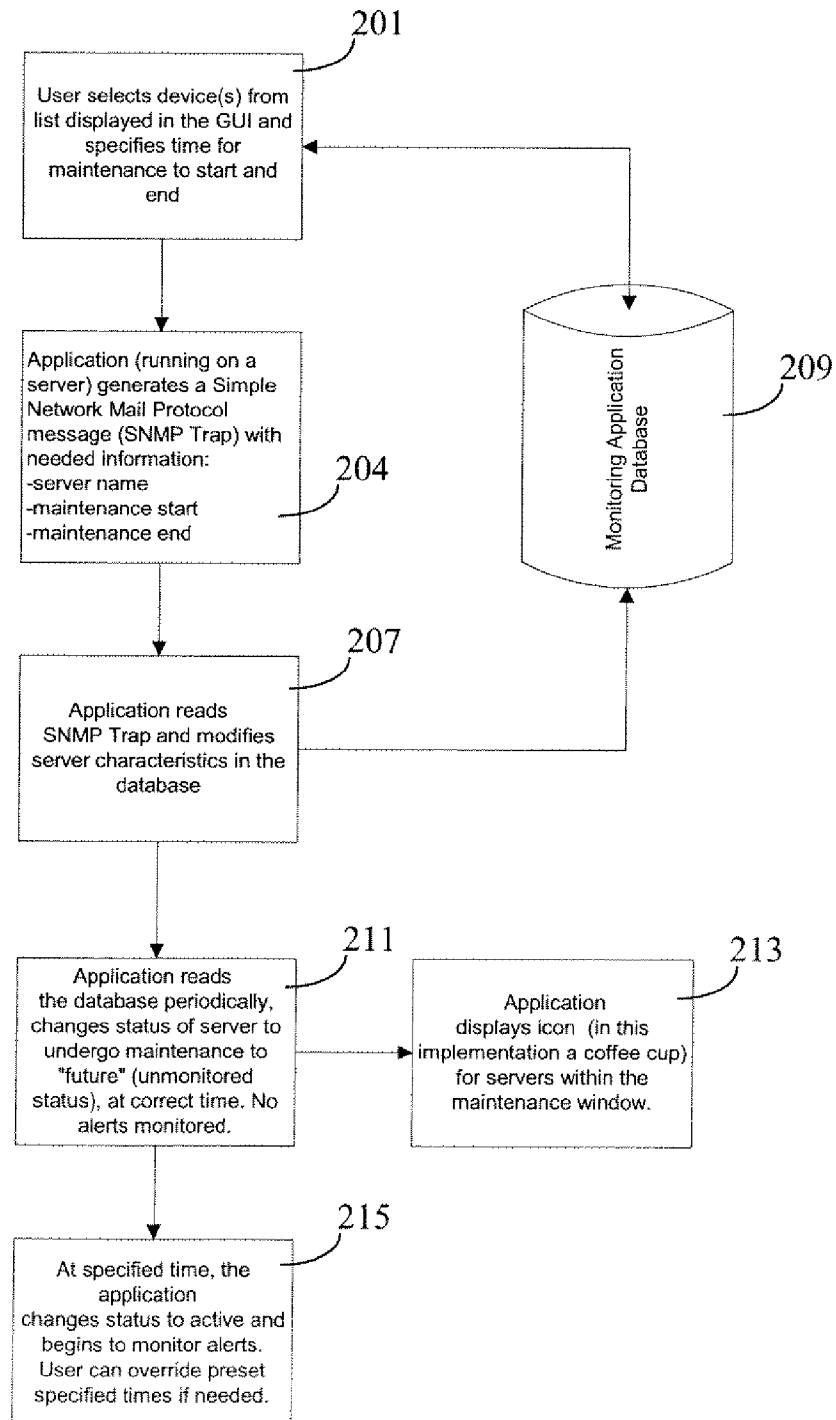 201
User selects device(s) from
list displayed in the GUI and
specifies time for
maintenance to start and
end
Application (running on a
server) generates a Simple
Network Mail Protocol
message (SNMP Trap) with
needed information:
-server name
-maintenance start
-maintenance end
204
Monitoring Application
Database
209
207
Application reads
SNMP Trap and modifies
server characteristics in the
database
211
Application reads
the database periodically,
changes status of server to
undergo maintenance to
"future" (unmonitored
status), at correct time. No
alerts monitored.
213
Application
displays icon (in this
implementation a coffee cup)
for servers within the
maintenance window.
215
At specified time, the
application
changes status to active and
begins to monitor alerts.
User can override preset
specified times if needed.